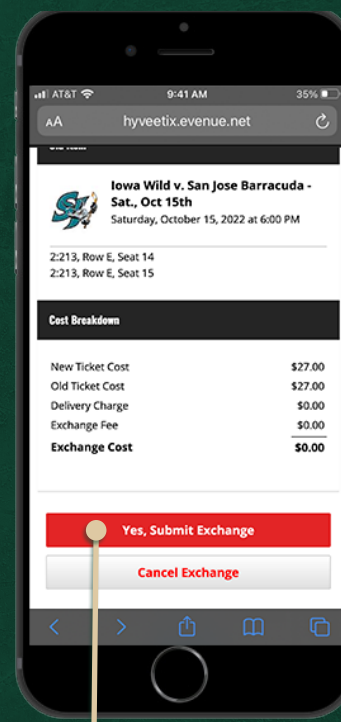 AT&T 9:41 AM 35%
AA hyveetix.evenue.net
Iowa Wild v. San Jose Barracuda -
Sat., Oct 15th
Saturday, October 15, 2022 at 6:00 PM
SJ
2:213, Row E, Seat 14
2:213, Row E, Seat 15
Cost Breakdown
New Ticket Cost $27.00
Old Ticket Cost $27.00
Delivery Charge $0.00
Exchange Fee $0.00
Exchange Cost $0.00
Yes, Submit Exchange
Cancel Exchange